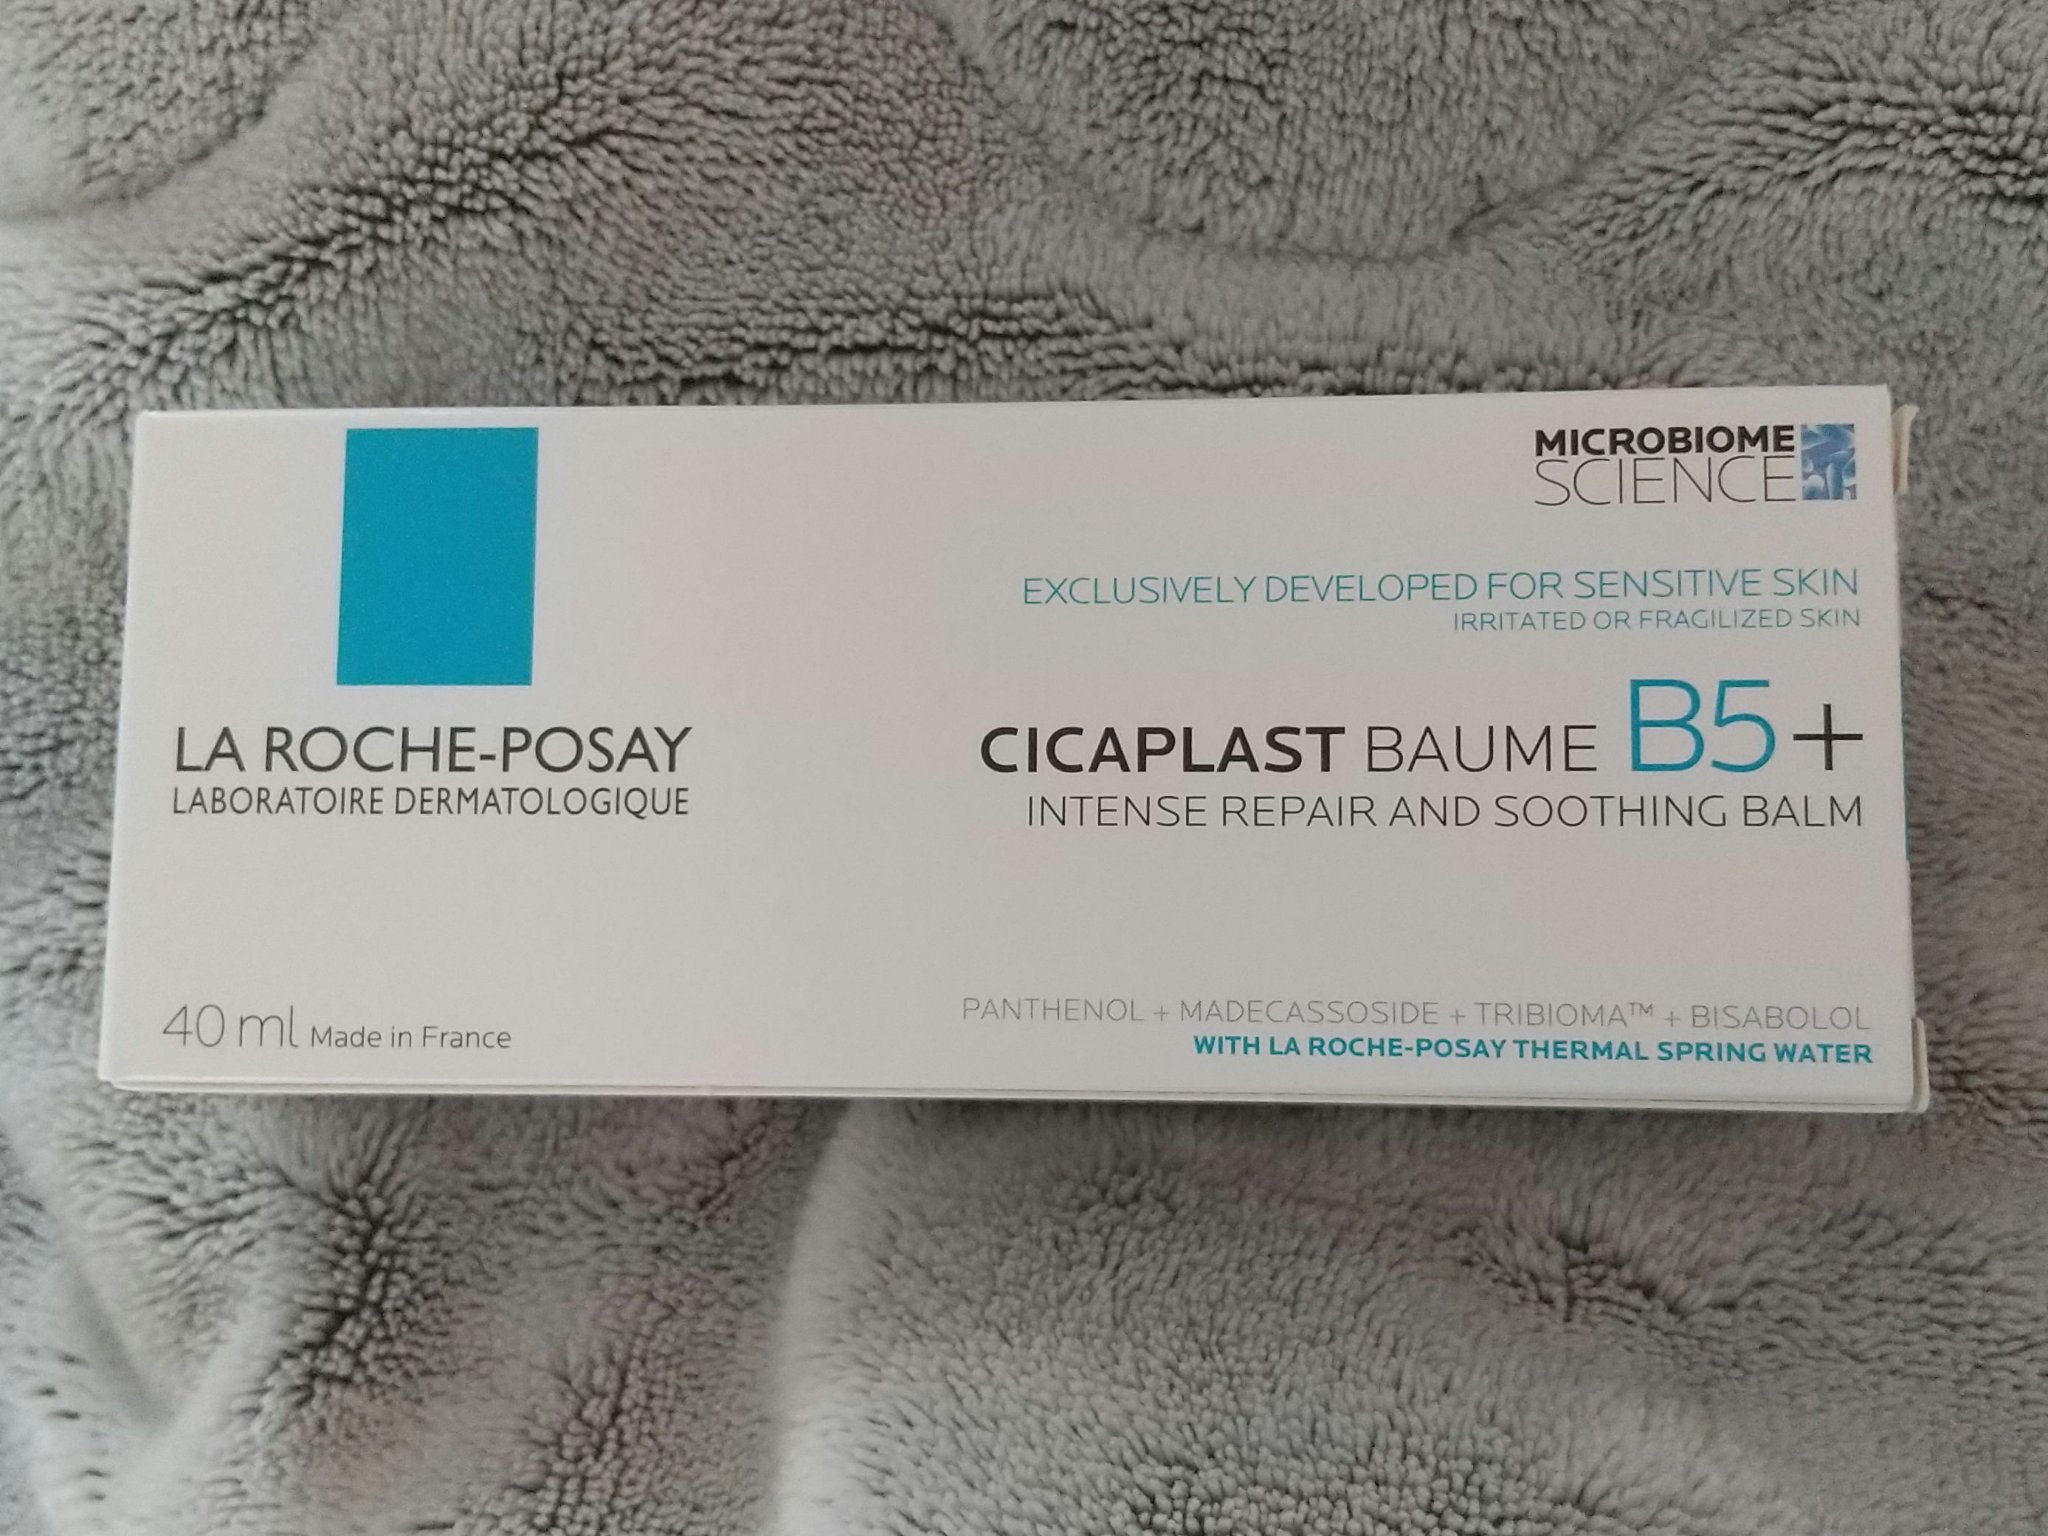 LA ROCHE-POSAY
LABORATOIRE DERMATOLOGIQUE
40 ml Made in France
MICROBIOME
SCIENCE
EXCLUSIVELY DEVELOPED FOR SENSITIVE SKIN
IRRITATED OR FRAGILIZED SKIN
CICAPLAST BAUME B5+
INTENSE REPAIR AND SOOTHING BALM
PANTHENOL + MADECASSOSIDE + TRIBIOMA™ + BISABOLOL
WITH LA ROCHE-POSAY THERMAL SPRING WATER